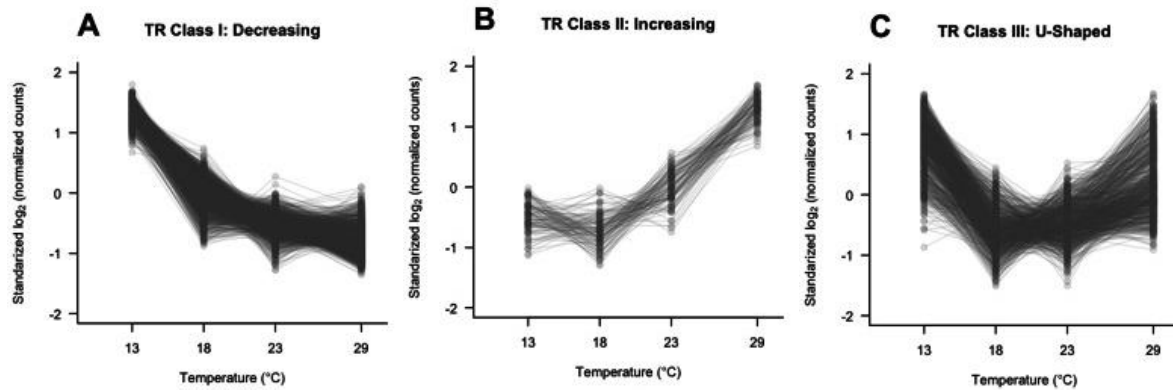 A
TR Class I: Decreasing
Standarized log₂ (normalized counts)
2
1
0
-1
-2
13
18
23
29
Temperature (°C)
B
TR Class II: Increasing
Standarized log₂ (normalized counts)
2
1
0
-1
-2
13
18
23
29
Temperature (°C)
C
TR Class III: U-Shaped
Standarized log₂ (normalized counts)
2
1
0
-1
-2
13
18
23
29
Temperature (°C)